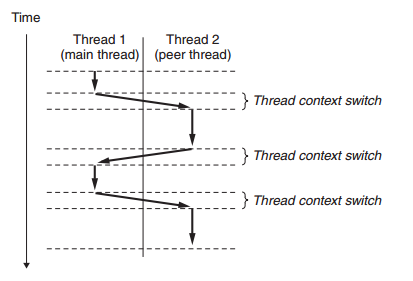 Time
Thread 1 Thread 2
(main thread) (peer thread)
Thread context switch
Thread context switch
Thread context switch